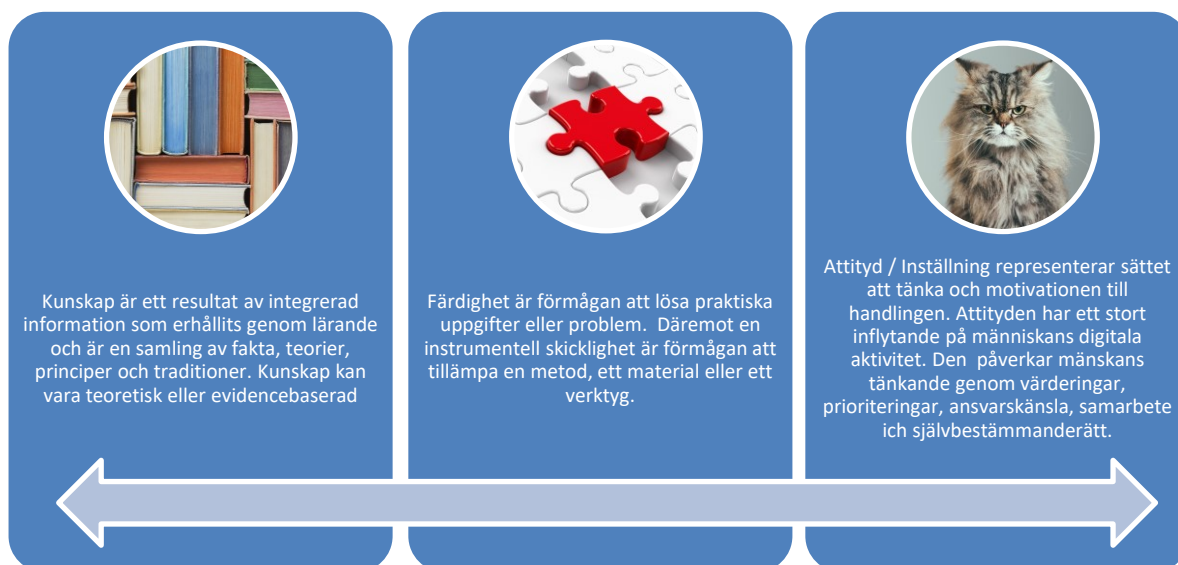 Kunskap är ett resultat av integrerad
information som erhållits genom lärande
och är en samling av fakta, teorier,
principer och traditioner. Kunskap kan
vara teoretisk eller evidencebaserad
Färdighet är förmågan att lösa praktiska
uppgifter eller problem.  Däremot en
instrumentell skicklighet är förmågan att
tillämpa en metod, ett material eller ett
verktyg.
Attityd / Inställning representerar sättet
att tänka och motivationen till
handlingen. Attityden har ett stort
inflytande på människans digitala
aktivitet. Den  påverkar mänskans
tänkande genom värderingar,
prioriteringar, ansvarskänsla, samarbete
ich självbestämmanderätt.